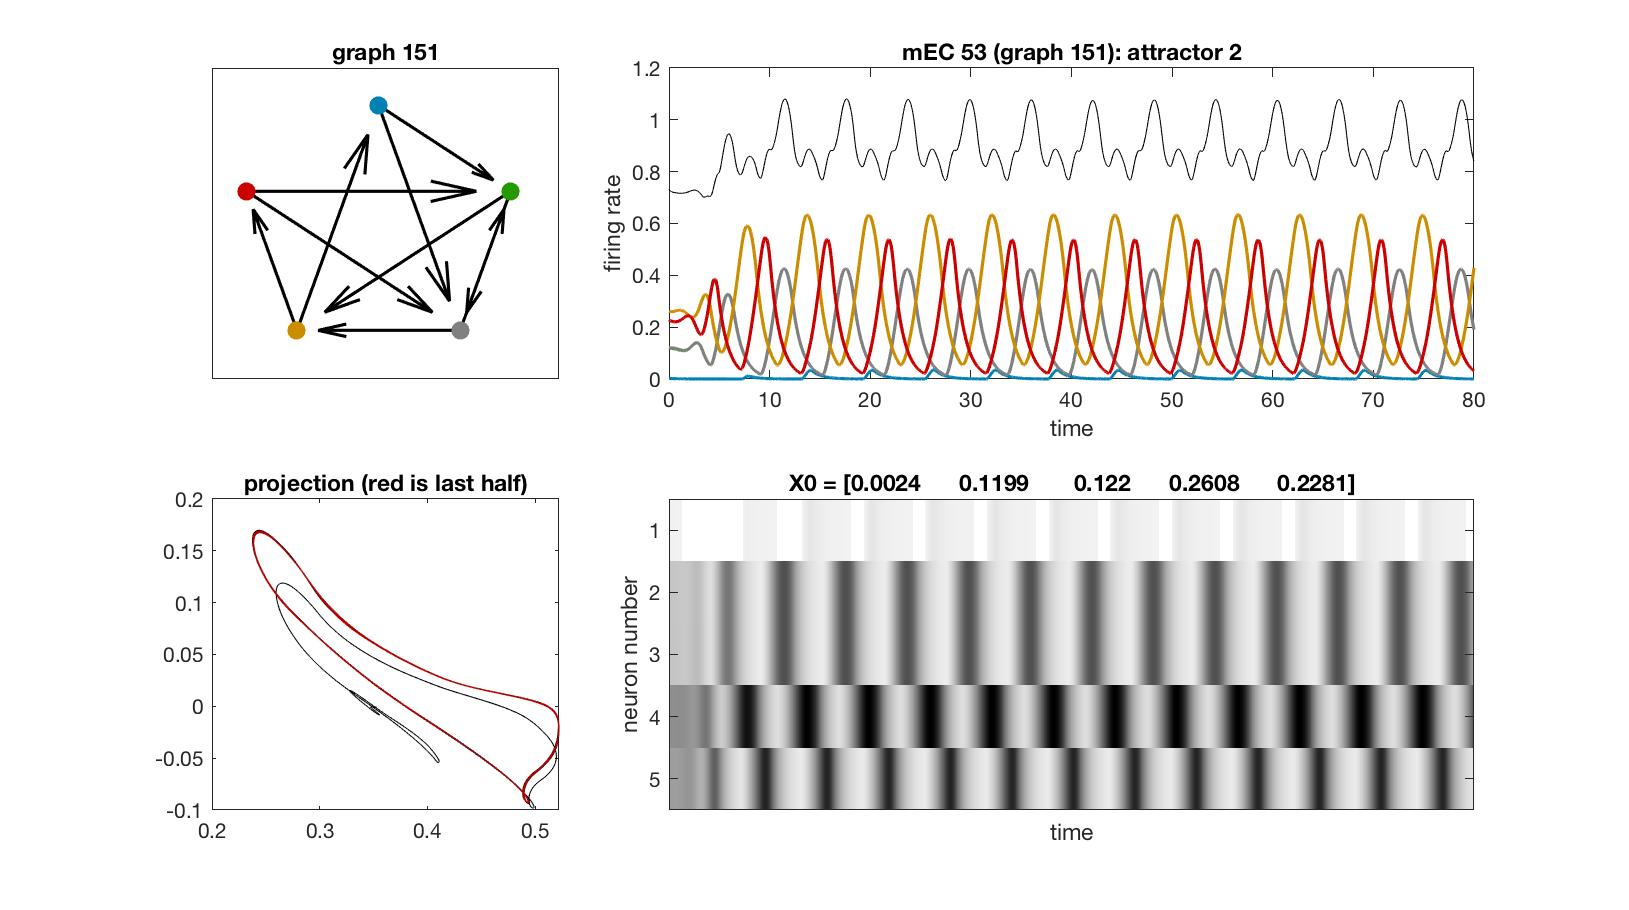 graph 151
mEC 53 (graph 151): attractor 2
1.2
1
0.8
0.6
0.4
0.2
0
firing rate
0 10 20 30 40 50 60 70 80
time
projection (red is last half)
0.2
0.15
0.1
0.05
0
-0.05
-0.1
0.2 0.3 0.4 0.5
X0 = [0.0024 0.1199 0.122 0.2608 0.2281]
1
2
3
4
5
neuron number
time